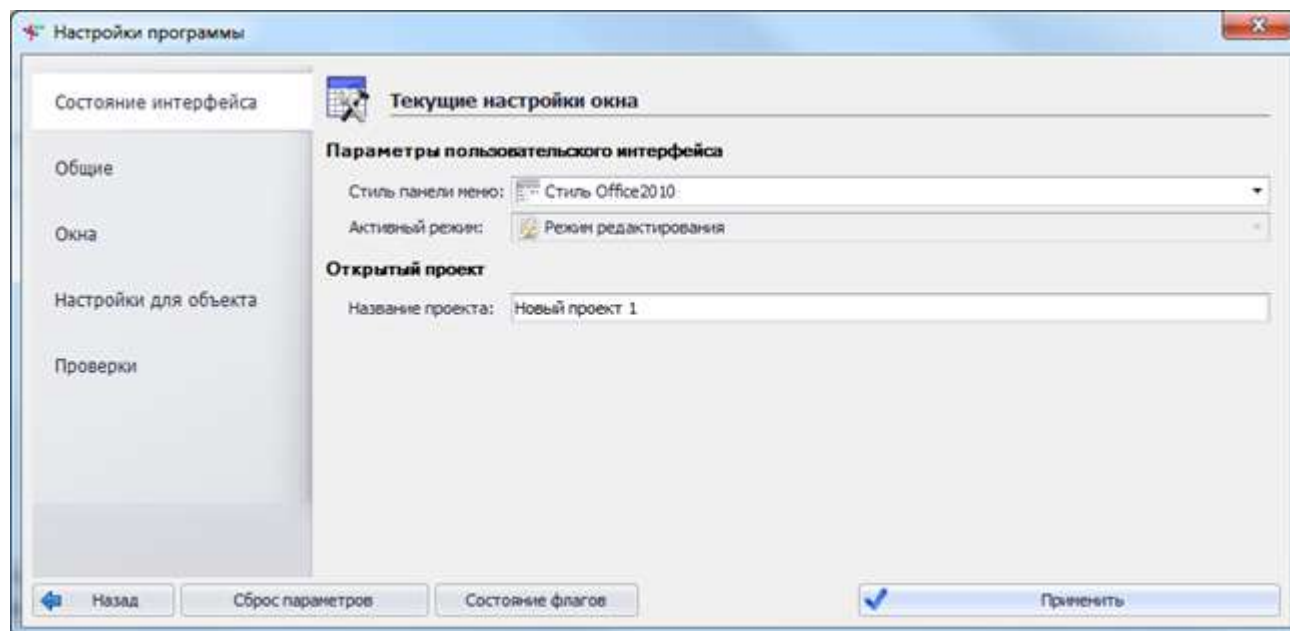 Настройки программы
Состояние интерфейса
Общие
Окна
Настройки для объекта
Проверки
Текущие настройки окна
Параметры пользовательского интерфейса
Стиль панели меню: Стиль Office2010
Активный режим: Режим редактирования
Открытый проект
Название проекта: Новый проект 1
Назад Сброс параметров Состояние флагов Применить